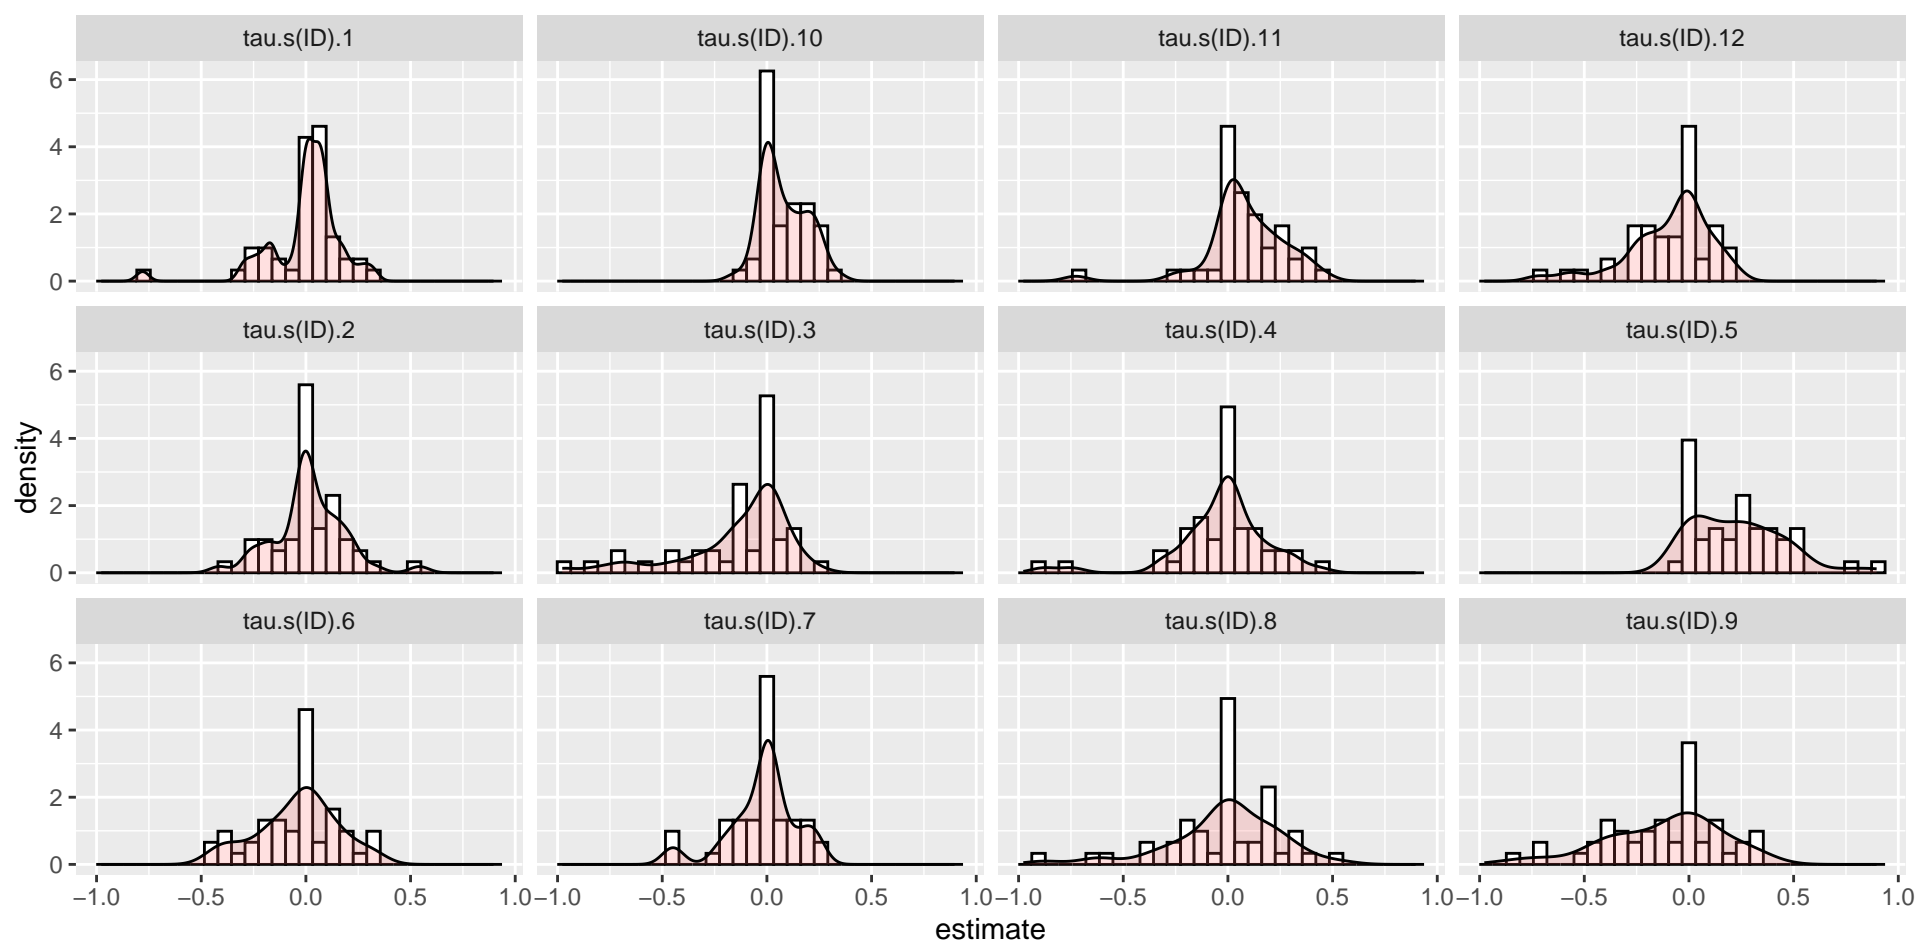 tau.s(ID).1 tau.s(ID).10 tau.s(ID).11 tau.s(ID).12
6
4
2
0
tau.s(ID).2 tau.s(ID).3 tau.s(ID).4 tau.s(ID).5
6
4
2
0
density
tau.s(ID).6 tau.s(ID).7 tau.s(ID).8 tau.s(ID).9
6
4
2
0
−1.0 −0.5 0.0 0.5 1.0 −1.0 −0.5 0.0 0.5 1.0 −1.0 −0.5 0.0 0.5 1.0 −1.0 −0.5 0.0 0.5 1.0
estimate